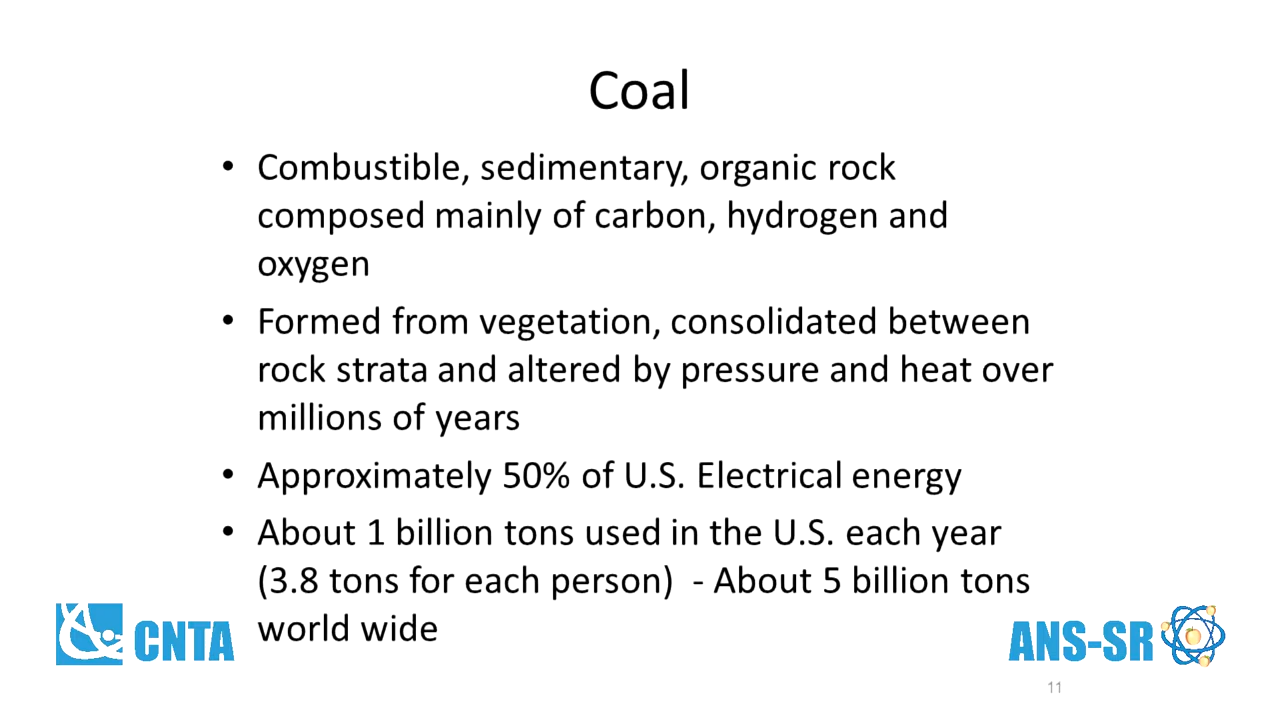 Coal
• Combustible, sedimentary, organic rock
composed mainly of carbon, hydrogen and
oxygen
• Formed from vegetation, consolidated between
rock strata and altered by pressure and heat over
millions of years
• Approximately 50% of U.S. Electrical energy
• About 1 billion tons used in the U.S. each year
(3.8 tons for each person)  - About 5 billion tons
world wide
CNTA
ANS-SR
11